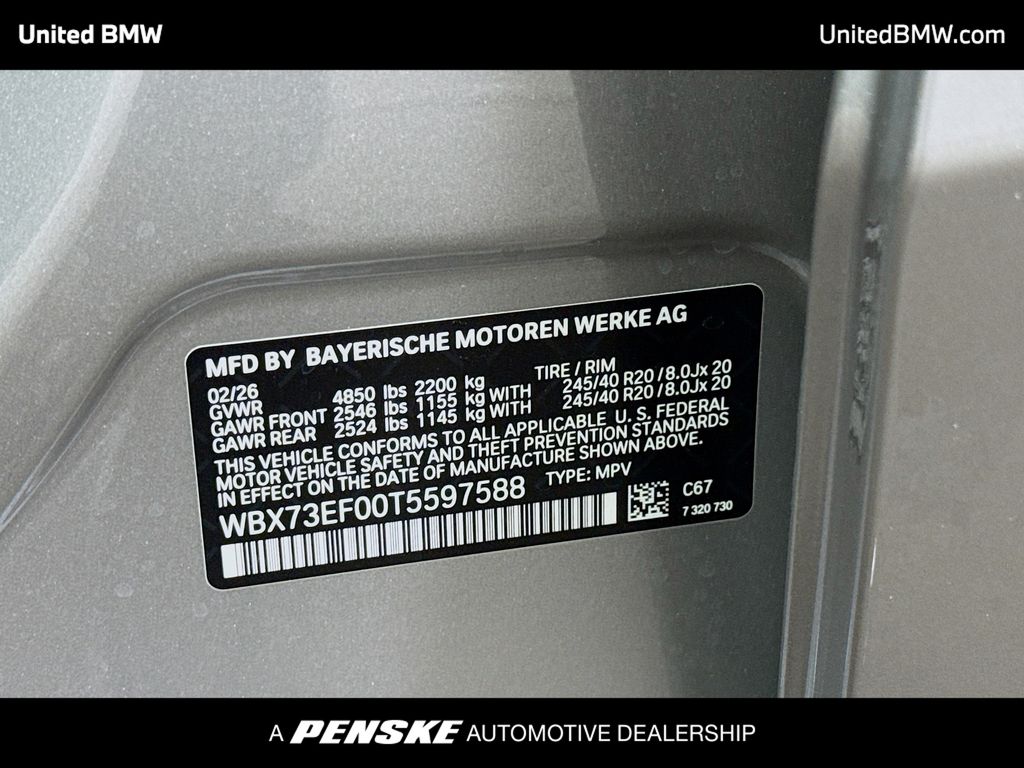 United BMW
UnitedBMW.com
MFD BY BAYERISCHE MOTOREN WERKE AG
02/26 TIRE / RIM
GVWR 4850 lbs 2200 kg
GAWR FRONT 2546 lbs 1155 kg WITH 245/40 R20 / 8.0Jx 20
GAWR REAR 2524 lbs 1145 kg WITH 245/40 R20 / 8.0Jx 20
THIS VEHICLE CONFORMS TO ALL APPLICABLE U. S. FEDERAL
MOTOR VEHICLE SAFETY AND THEFT PREVENTION STANDARDS
IN EFFECT ON THE DATE OF MANUFACTURE SHOWN ABOVE.
WBX73EF00T5597588 TYPE: MPV
C67
7 320 730
A PENSKE AUTOMOTIVE DEALERSHIP